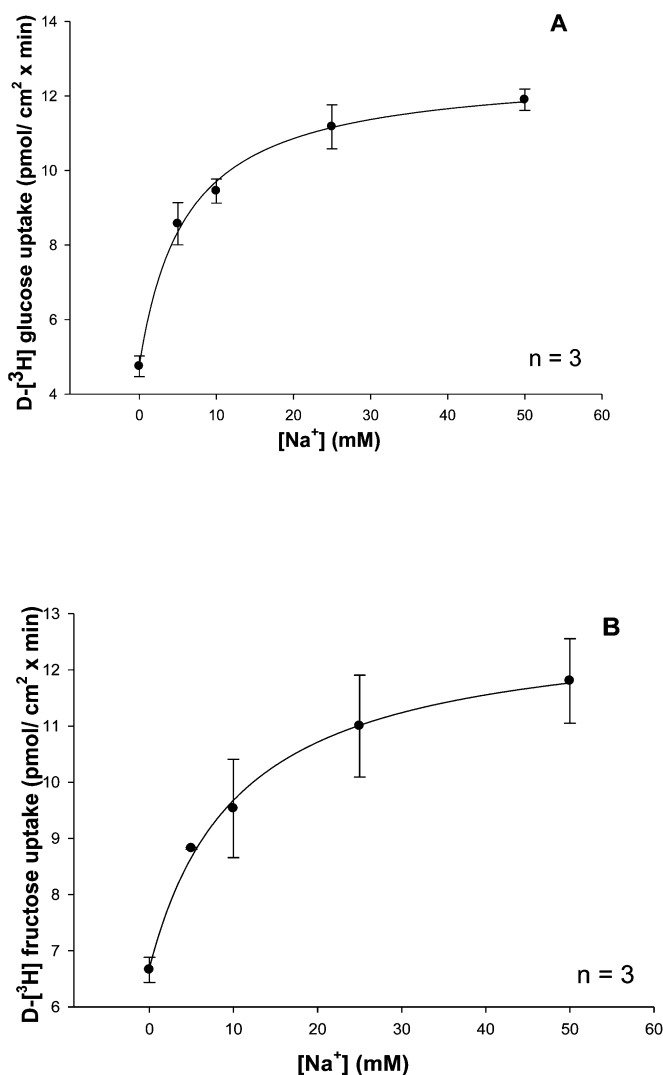 A
14
12
10
8
6
4
D-[³H] glucose uptake (pmol/ cm² x min)
n = 3
0 10 20 30 40 50 60
[Na⁺] (mM)
B
13
12
11
10
9
8
7
6
D-[³H] fructose uptake (pmol/ cm² x min)
n = 3
0 10 20 30 40 50 60
[Na⁺] (mM)